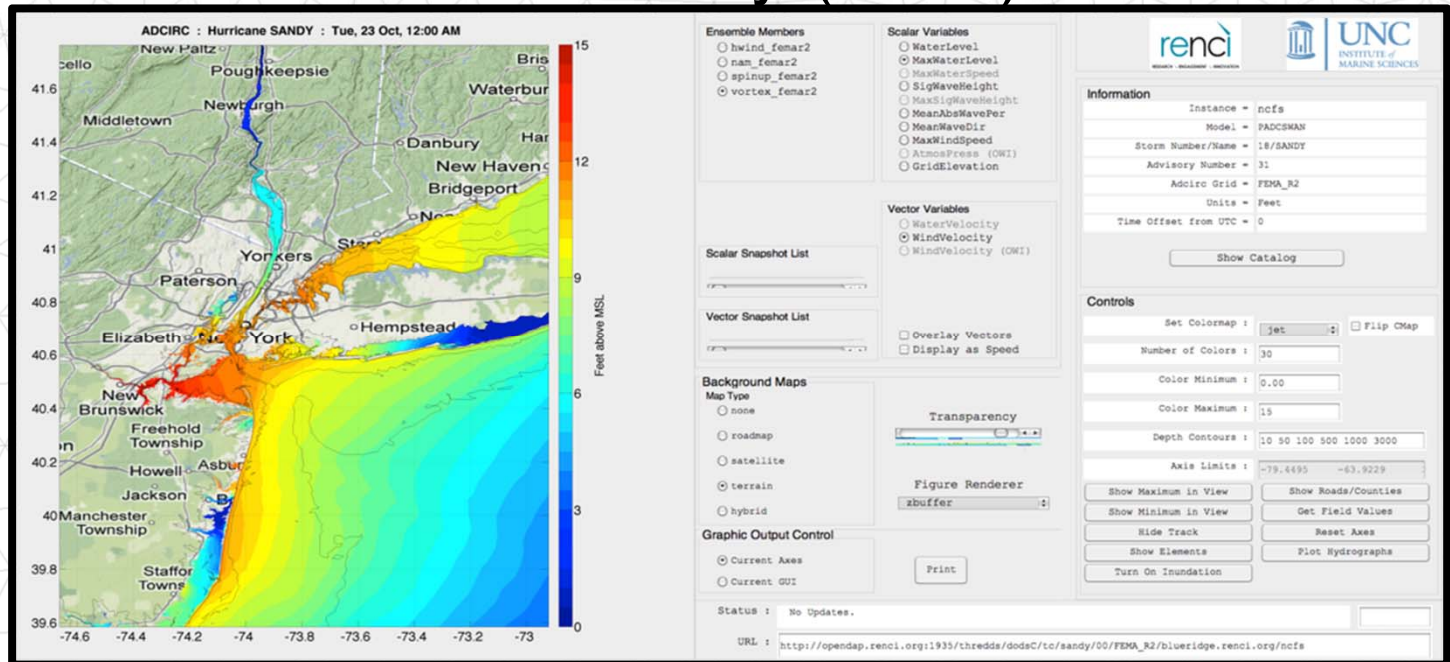 ADCIRC : Hurricane SANDY : Tue, 23 Oct, 12:00 AM
New Paltz
cello
Poughkeepsie
Bris
Waterbur
Newburgh
Middletown
Danbury
Har
New Haven
Bridgeport
Stam
Yonkers
Paterson
Hempstead
Elizabeth
York
New
Brunswick
Freehold
Township
Howell
Asbur
Jackson
Manchester
Township
Staffor
Towns
41.6
41.4
41.2
41
40.8
40.6
40.4
40.2
40
39.8
39.6
-74.6 -74.4 -74.2 -74 -73.8 -73.6 -73.4 -73.2 -73
15
12
9
6
3
0
Feet above MSL
Ensemble Members
hwind_femar2
nam_femar2
spinup_femar2
vortex_femar2
Scalar Snapshot List
Vector Snapshot List
Scalar Variables
WaterLevel
MaxWaterLevel
MaxWaterSpeed
SigWaveHeight
MaxSigWaveHeight
MeanAbsWavePer
MeanWaveDir
MaxWindSpeed
AtmosPress (OWI)
GridElevation
Vector Variables
WaterVelocity
WindVelocity
WindVelocity (OWI)
Overlay Vectors
Display as Speed
Background Maps
Map Type
none
roadmap
satellite
terrain
hybrid
Transparency
Figure Renderer
zbuffer
Graphic Output Control
Current Axes
Current GUI
Print
renci
RESEARCH · ENGAGEMENT · INNOVATION
UNC
INSTITUTE of
MARINE SCIENCES
Information
Instance = ncfs
Model = PADCSWAN
Storm Number/Name = 18/SANDY
Advisory Number = 31
Adcirc Grid = FEMA_R2
Units = Feet
Time Offset from UTC = 0
Show Catalog
Controls
Set Colormap : jet Flip CMap
Number of Colors : 30
Color Minimum : 0.00
Color Maximum : 15
Depth Contours : 10 50 100 500 1000 3000
Axis Limits : -79.4495 -63.9229
Show Maximum in View Show Roads/Counties
Show Minimum in View Get Field Values
Hide Track Reset Axes
Show Elements Plot Hydrographs
Turn On Inundation
Status : No Updates.
URL : http://opendap.renci.org:1935/thredds/dodsC/tc/sandy/00/FEMA_R2/blueridge.renci.org/ncfs